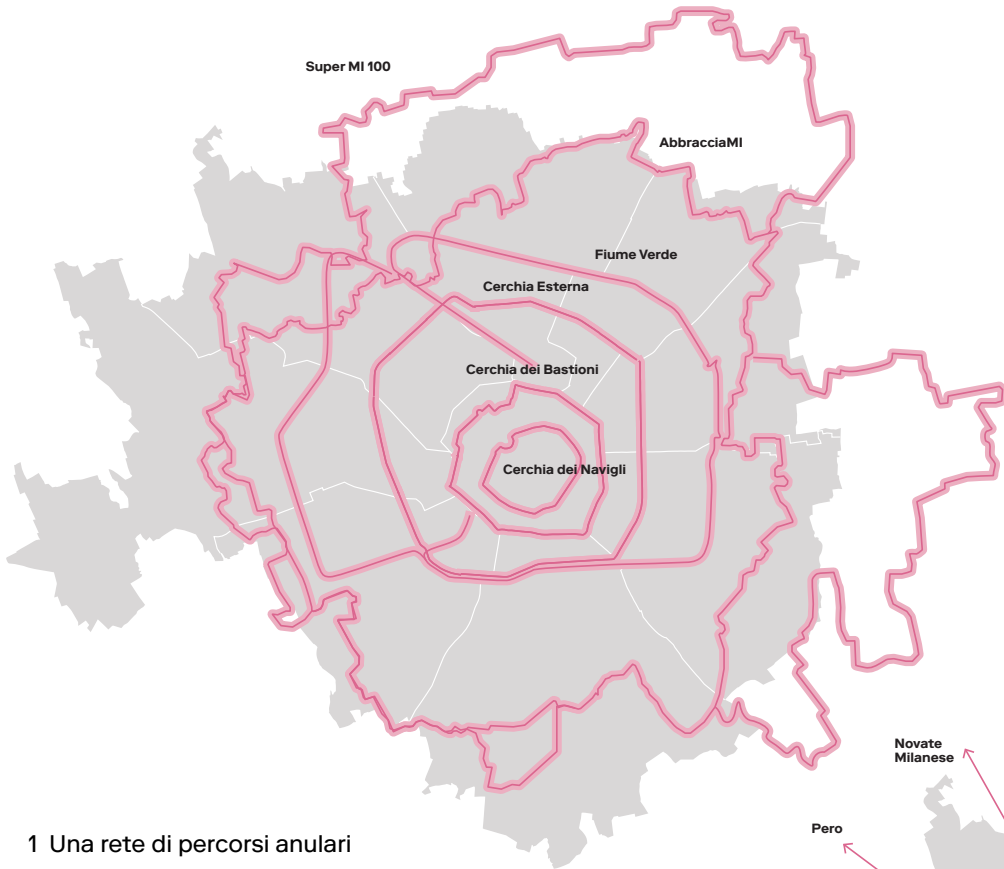 Super MI 100
AbbracciaMI
Fiume Verde
Cerchia Esterna
Cerchia dei Bastioni
Cerchia dei Navigli
Novate
Milanese
Pero
1 Una rete di percorsi anulari